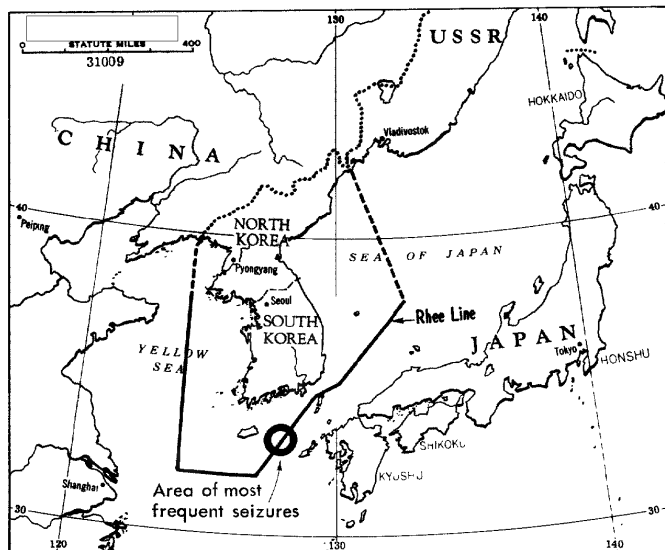 130
140
USSR
0 STATUTE MILES 400
31009
Vladivostok
HOKKAIDO
CHINA
Peiping
40
40
NORTH
KOREA
Pyongyang
SEA OF JAPAN
Seoul
SOUTH
KOREA
Rhee Line
YELLOW
SEA
JAPAN
Tokyo
HONSHU
SHIKOKU
KYUSHU
Shanghai
Area of most
frequent seizures
30
30
120
130
140